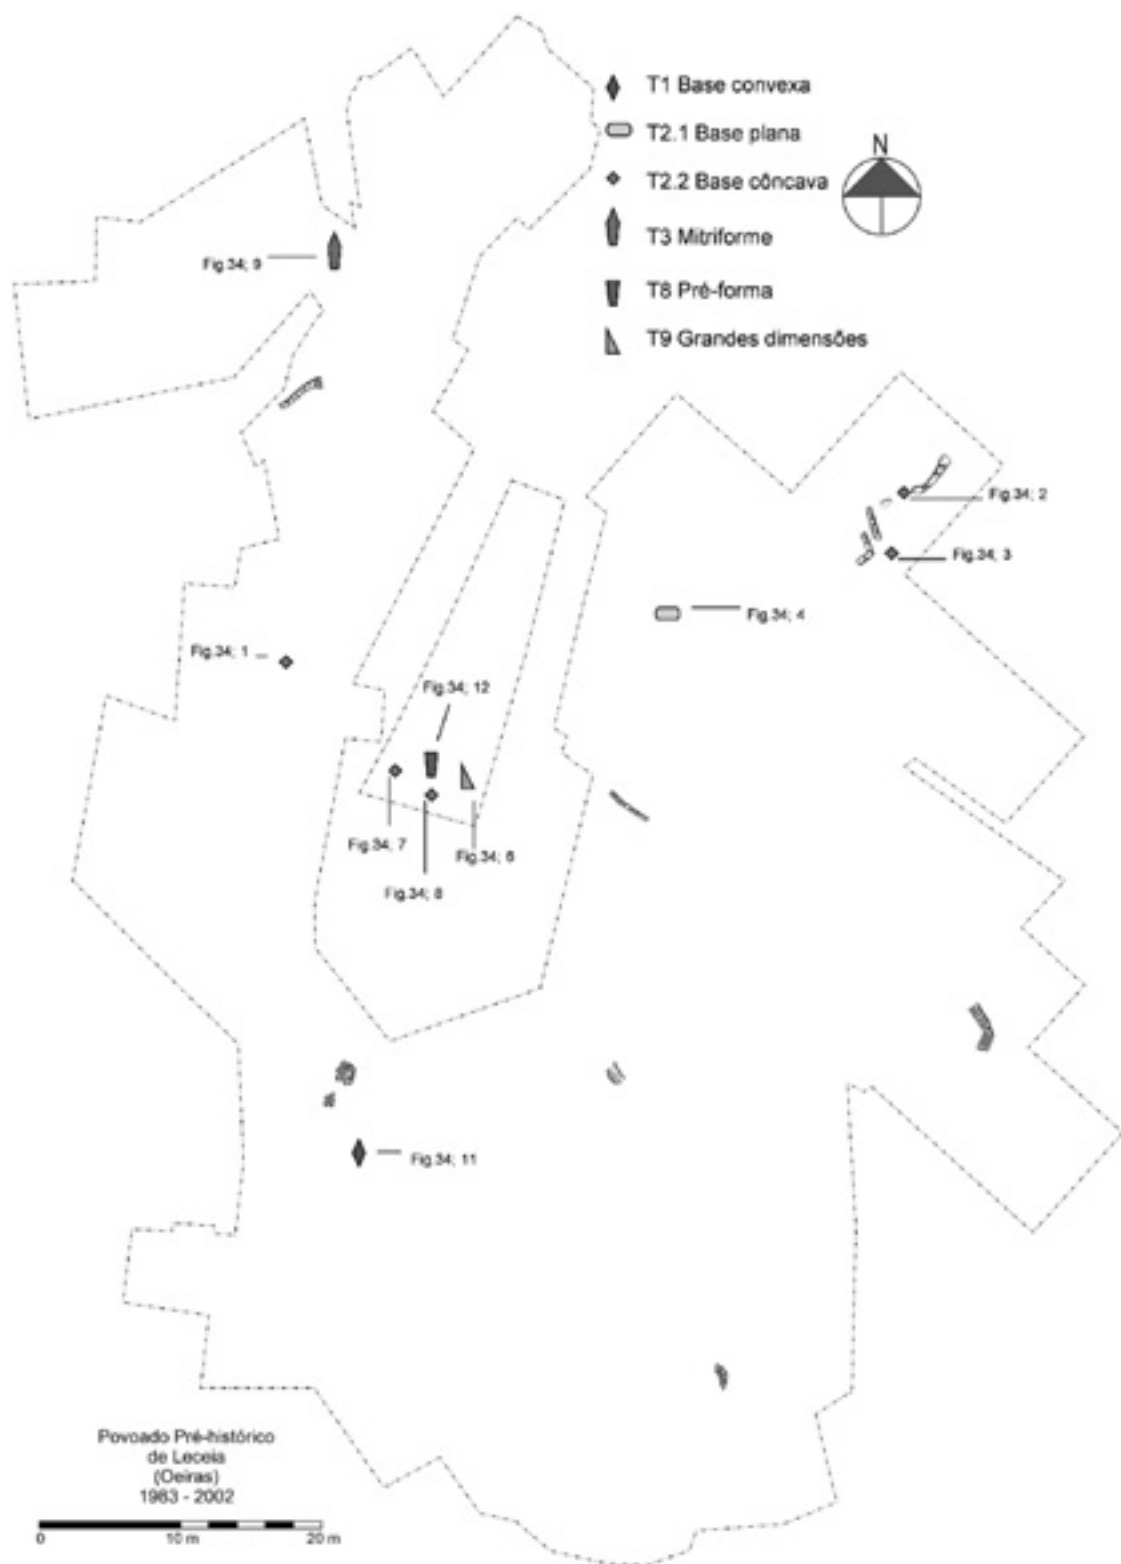 T1 Base convexa
T2.1 Base plana
N
T2.2 Base côncava
T3 Mitriforme
Fig.34; 9
T8 Pré-forma
T9 Grandes dimensões
Fig.34; 2
Fig.34; 3
Fig.34; 4
Fig.34; 1
Fig.34; 12
Fig.34; 7
Fig.34; 6
Fig.34; 8
Fig.34; 11
Povoado Pré-histórico
de Leceia
(Oeiras)
1983 - 2002
0 10 m 20 m